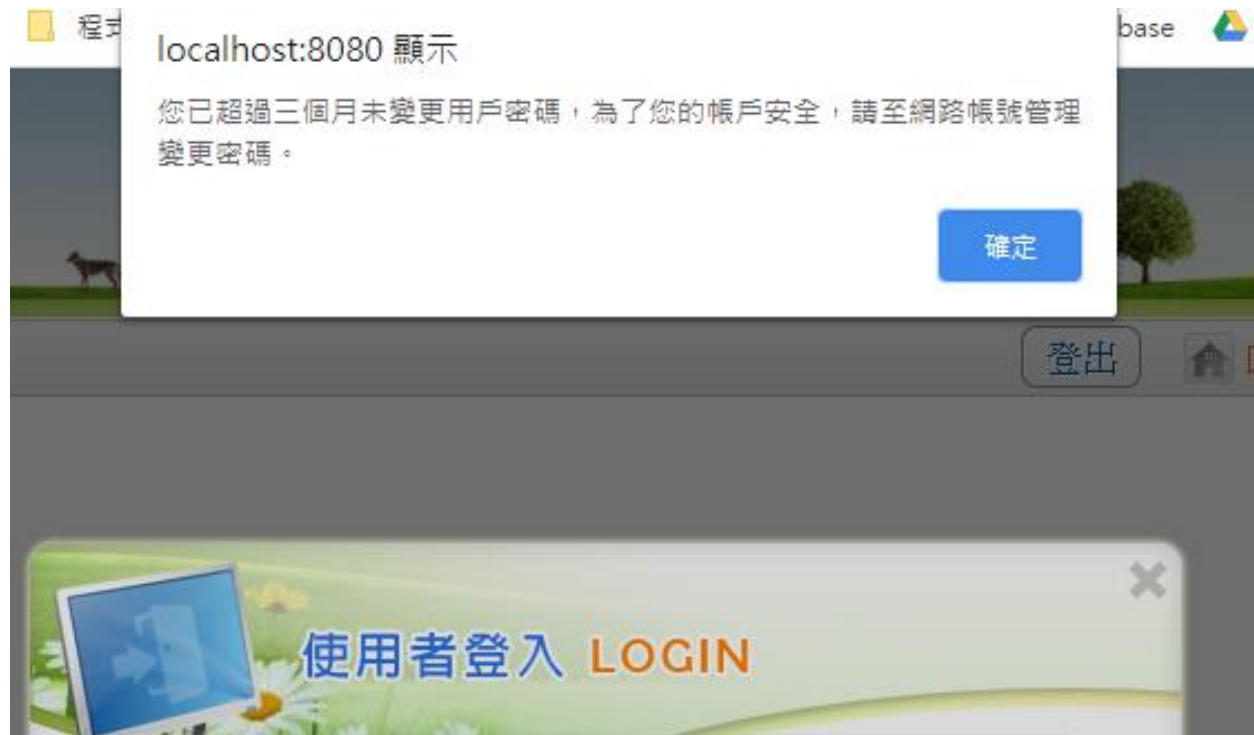 程式
base
localhost:8080 顯示
您已超過三個月未變更用戶密碼，為了您的帳戶安全，請至網路帳號管理
變更密碼。
確定
登出
使用者登入 LOGIN